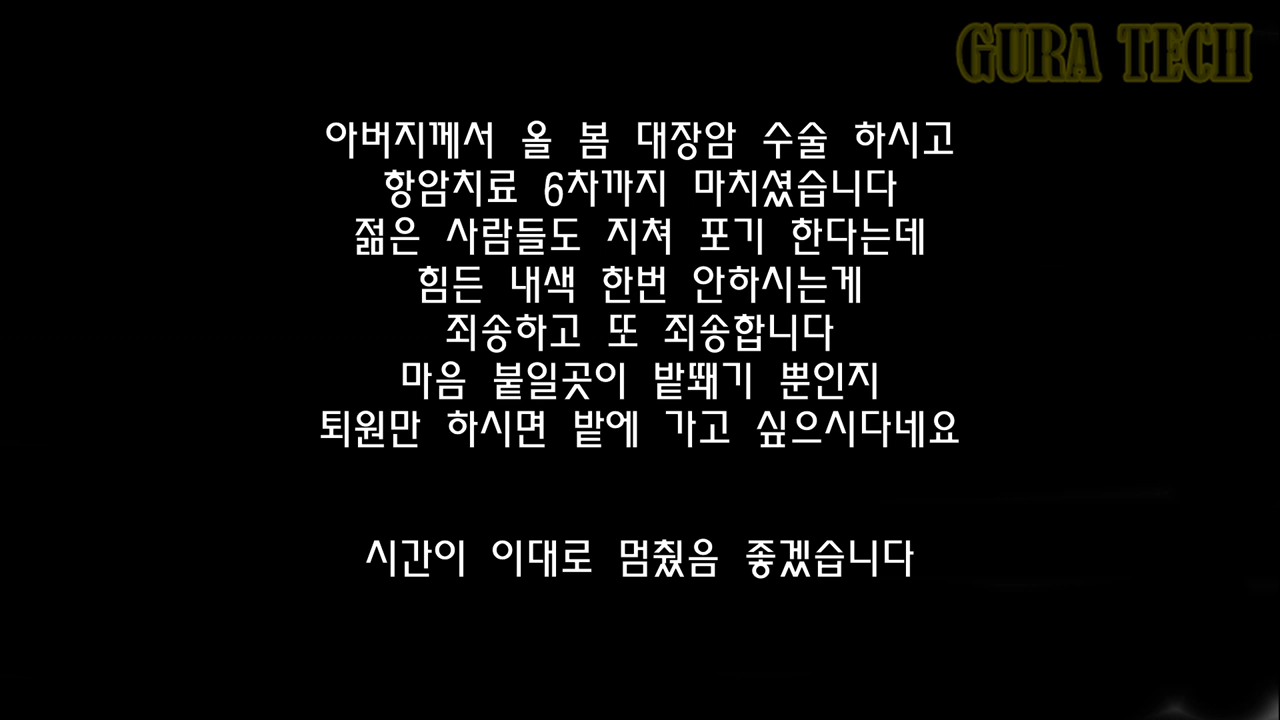 GURA TECH
아버지께서 올 봄 대장암 수술 하시고
항암치료 6차까지 마치셨습니다
젊은 사람들도 지쳐 포기 한다는데
힘든 내색 한번 안하시는게
죄송하고 또 죄송합니다
마음 붙일곳이 밭뙈기 뿐인지
퇴원만 하시면 밭에 가고 싶으시다네요
시간이 이대로 멈췄음 좋겠습니다